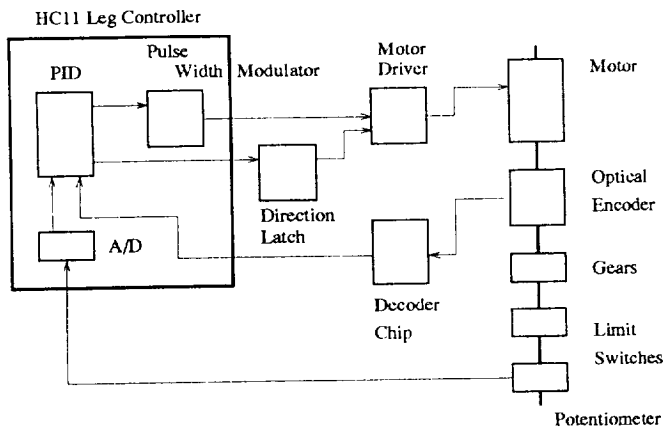 HC11 Leg Controller
Pulse
Width Modulator
PID
Motor
Driver
Motor
Optical
Encoder
Direction
Latch
A/D
Gears
Decoder
Chip
Limit
Switches
Potentiometer